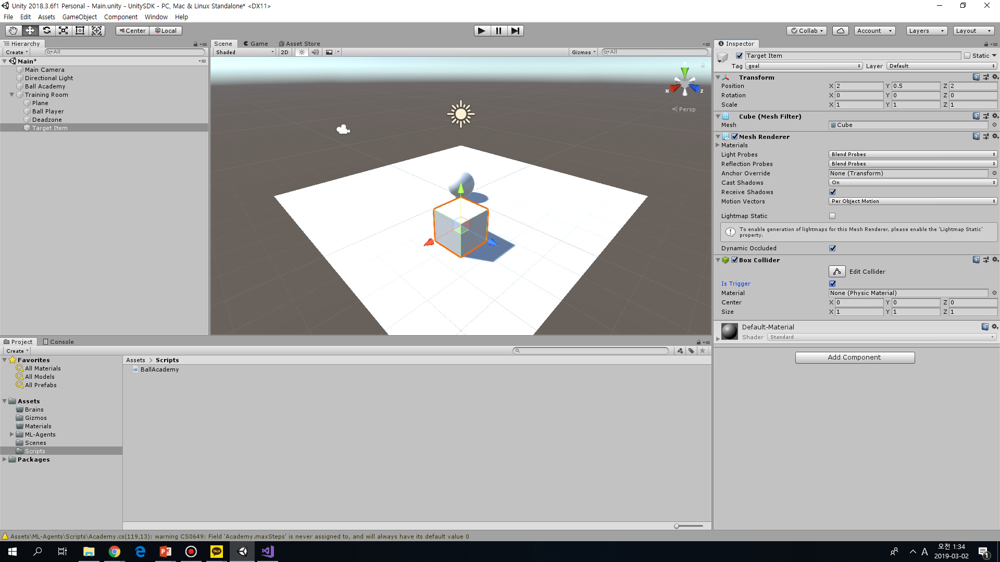 Unity 2018.3.6f1 Personal - Main.unity - UnitySDK - PC, Mac & Linux Standalone* <DX11>
File Edit Assets GameObject Component Window Help
Center Local Collab Account Layers Layout
Hierarchy
Create All
Main*
Main Camera
Directional Light
Ball Academy
Training Room
Plane
Ball Player
Deadzone
Target Item
Scene Game Asset Store
Shaded 2D Gizmos All
y
x z
Persp
Inspector
Target Item Static
Tag goal Layer Default
Transform
Position X 2 Y 0.5 Z 2
Rotation X 0 Y 0 Z 0
Scale X 1 Y 1 Z 1
Cube (Mesh Filter)
Mesh Cube
Mesh Renderer
Materials
Light Probes Blend Probes
Reflection Probes Blend Probes
Anchor Override None (Transform)
Cast Shadows On
Receive Shadows
Motion Vectors Per Object Motion
Lightmap Static
To enable generation of lightmaps for this Mesh Renderer, please enable the 'Lightmap Static'
property.
Dynamic Occluded
Box Collider
Edit Collider
Is Trigger
Material None (Physic Material)
Center X 0 Y 0 Z 0
Size X 1 Y 1 Z 1
Default-Material
Shader Standard
Add Component
Project Console
Create
Favorites
All Materials
All Models
All Prefabs
Assets
Brains
Gizmos
Materials
ML-Agents
Scenes
Scripts
Packages
Assets > Scripts
BallAcademy
Assets\ML-Agents\Scripts\Academy.cs(119,13): warning CS0649: Field 'Academy.maxSteps' is never assigned to, and will always have its default value 0
TALK
A
오전 1:34
2019-03-02
1